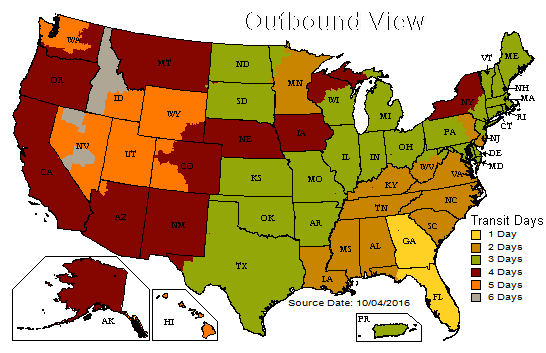 Outbound View
WA
MT
ND
MN
VT
ME
OR
ID
SD
WI
MI
NY
NH
MA
RI
CT
WY
NV
UT
CO
NE
IA
IL
IN
OH
PA
NJ
DE
MD
CA
KS
MO
KY
WV
VA
AZ
NM
OK
AR
TN
NC
SC
TX
LA
MS
AL
GA
FL
AK
HI
PR
Source Date: 10/04/2016
Transit Days
1 Day
2 Days
3 Days
4 Days
5 Days
6 Days